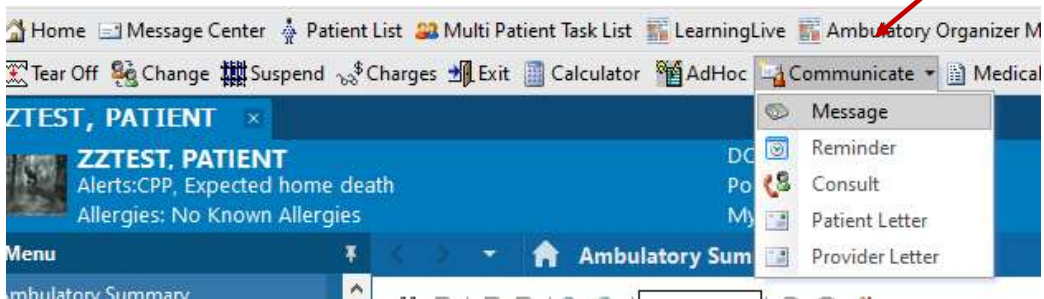 Home Message Center Patient List Multi Patient Task List LearningLive Ambulatory Organizer M
Tear Off Change Suspend Charges Exit Calculator AdHoc Communicate Medical
ZTEST, PATIENT ×
Message
ZZTEST, PATIENT DO
Reminder
Alerts:CPP, Expected home death Po
Consult
Allergies: No Known Allergies My
Patient Letter
Menu Ambulatory Sum
Provider Letter
mbulatory Summary